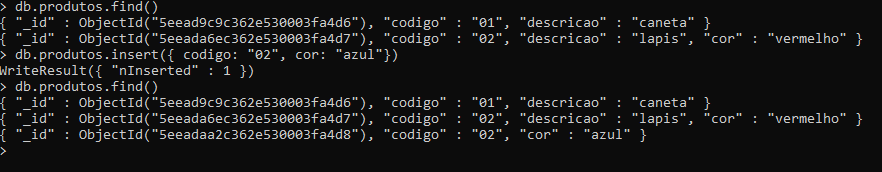 > db.produtos.find()
{ "_id" : ObjectId("5eead9c9c362e530003fa4d6"), "codigo" : "01", "descricao" : "caneta" }
{ "_id" : ObjectId("5eeada6ec362e530003fa4d7"), "codigo" : "02", "descricao" : "lapis", "cor" : "vermelho" }
> db.produtos.insert({ codigo: "02", cor: "azul"})
WriteResult({ "nInserted" : 1 })
> db.produtos.find()
{ "_id" : ObjectId("5eead9c9c362e530003fa4d6"), "codigo" : "01", "descricao" : "caneta" }
{ "_id" : ObjectId("5eeada6ec362e530003fa4d7"), "codigo" : "02", "descricao" : "lapis", "cor" : "vermelho" }
{ "_id" : ObjectId("5eeadaa2c362e530003fa4d8"), "codigo" : "02", "cor" : "azul" }
>